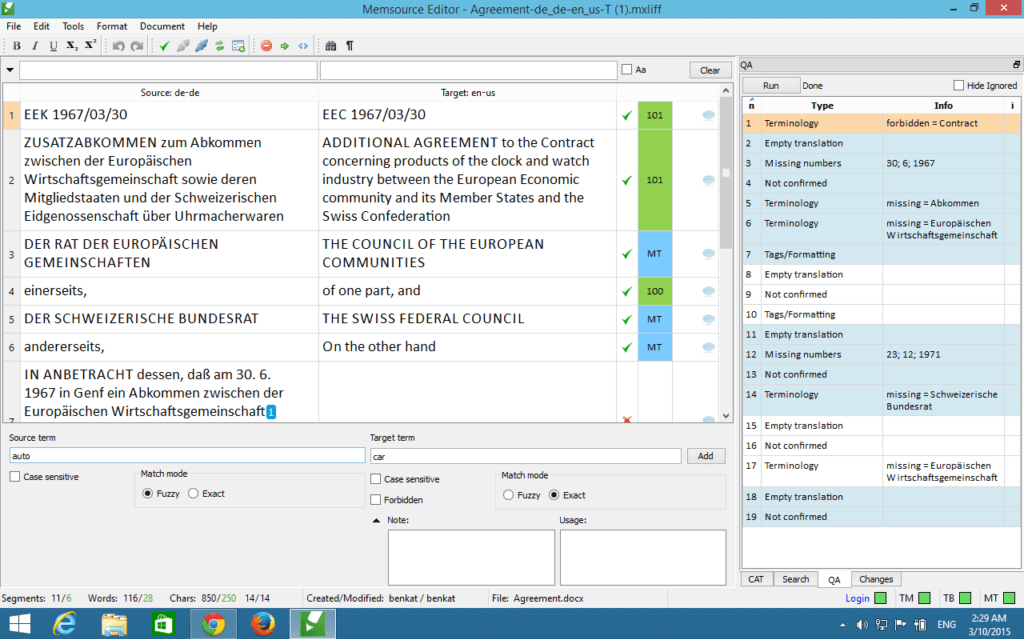 Memsource Editor - Agreement-de_de-en_us-T (1).mxliff
File Edit Tools Format Document Help
B I U X₂ X²
Aa Clear
Source: de-de Target: en-us
1 EEK 1967/03/30 EEC 1967/03/30 101
2 ZUSATZABKOMMEN zum Abkommen
zwischen der Europäischen
Wirtschaftsgemeinschaft sowie deren
Mitgliedstaaten und der Schweizerischen
Eidgenossenschaft über Uhrmacherwaren
ADDITIONAL AGREEMENT to the Contract
concerning products of the clock and watch
industry between the European Economic
community and its Member States and the
Swiss Confederation
101
3 DER RAT DER EUROPÄISCHEN
GEMEINSCHAFTEN
THE COUNCIL OF THE EUROPEAN
COMMUNITIES
MT
4 einerseits, of one part, and 100
5 DER SCHWEIZERISCHE BUNDESRAT THE SWISS FEDERAL COUNCIL MT
6 andererseits, On the other hand MT
7 IN ANBETRACHT dessen, daß am 30. 6.
1967 in Genf ein Abkommen zwischen der
Europäischen Wirtschaftsgemeinschaft 1
Source term Target term
auto car Add
Case sensitive Match mode Fuzzy Exact
Case sensitive Forbidden Match mode Fuzzy Exact
Note: Usage:
QA
Run Done Hide Ignored
n Type Info i
1 Terminology forbidden = Contract
2 Empty translation
3 Missing numbers 30; 6; 1967
4 Not confirmed
5 Terminology missing = Abkommen
6 Terminology missing = Europäischen
Wirtschaftsgemeinschaft
7 Tags/Formatting
8 Empty translation
9 Not confirmed
10 Tags/Formatting
11 Empty translation
12 Missing numbers 23; 12; 1971
13 Not confirmed
14 Terminology missing = Schweizerische
Bundesrat
15 Empty translation
16 Not confirmed
17 Terminology missing = Europäischen
Wirtschaftsgemeinschaft
18 Empty translation
19 Not confirmed
CAT Search QA Changes
Segments: 11/6 Words: 116/28 Chars: 850/250 14/14 Created/Modified: benkat / benkat File: Agreement.docx Login TM TB MT
ENG 2:29 AM
3/10/2015